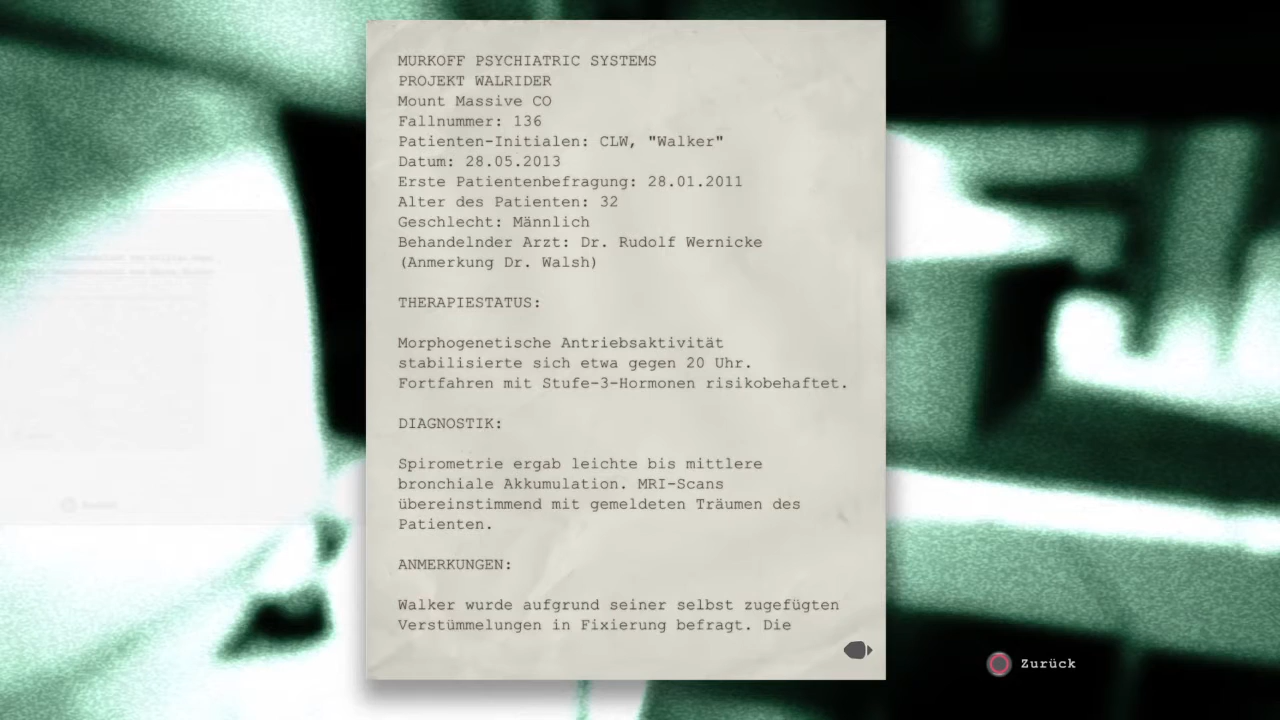 MURKOFF PSYCHIATRIC SYSTEMS
PROJEKT WALRIDER
Mount Massive CO
Fallnummer: 136
Patienten-Initialen: CLW, "Walker"
Datum: 28.05.2013
Erste Patientenbefragung: 28.01.2011
Alter des Patienten: 32
Geschlecht: Männlich
Behandelnder Arzt: Dr. Rudolf Wernicke
(Anmerkung Dr. Walsh)
THERAPIESTATUS:
Morphogenetische Antriebsaktivität
stabilisierte sich etwa gegen 20 Uhr.
Fortfahren mit Stufe-3-Hormonen risikobehaftet.
DIAGNOSTIK:
Spirometrie ergab leichte bis mittlere
bronchiale Akkumulation. MRI-Scans
übereinstimmend mit gemeldeten Träumen des
Patienten.
ANMERKUNGEN:
Walker wurde aufgrund seiner selbst zugefügten
Verstümmelungen in Fixierung befragt. Die
Zurück